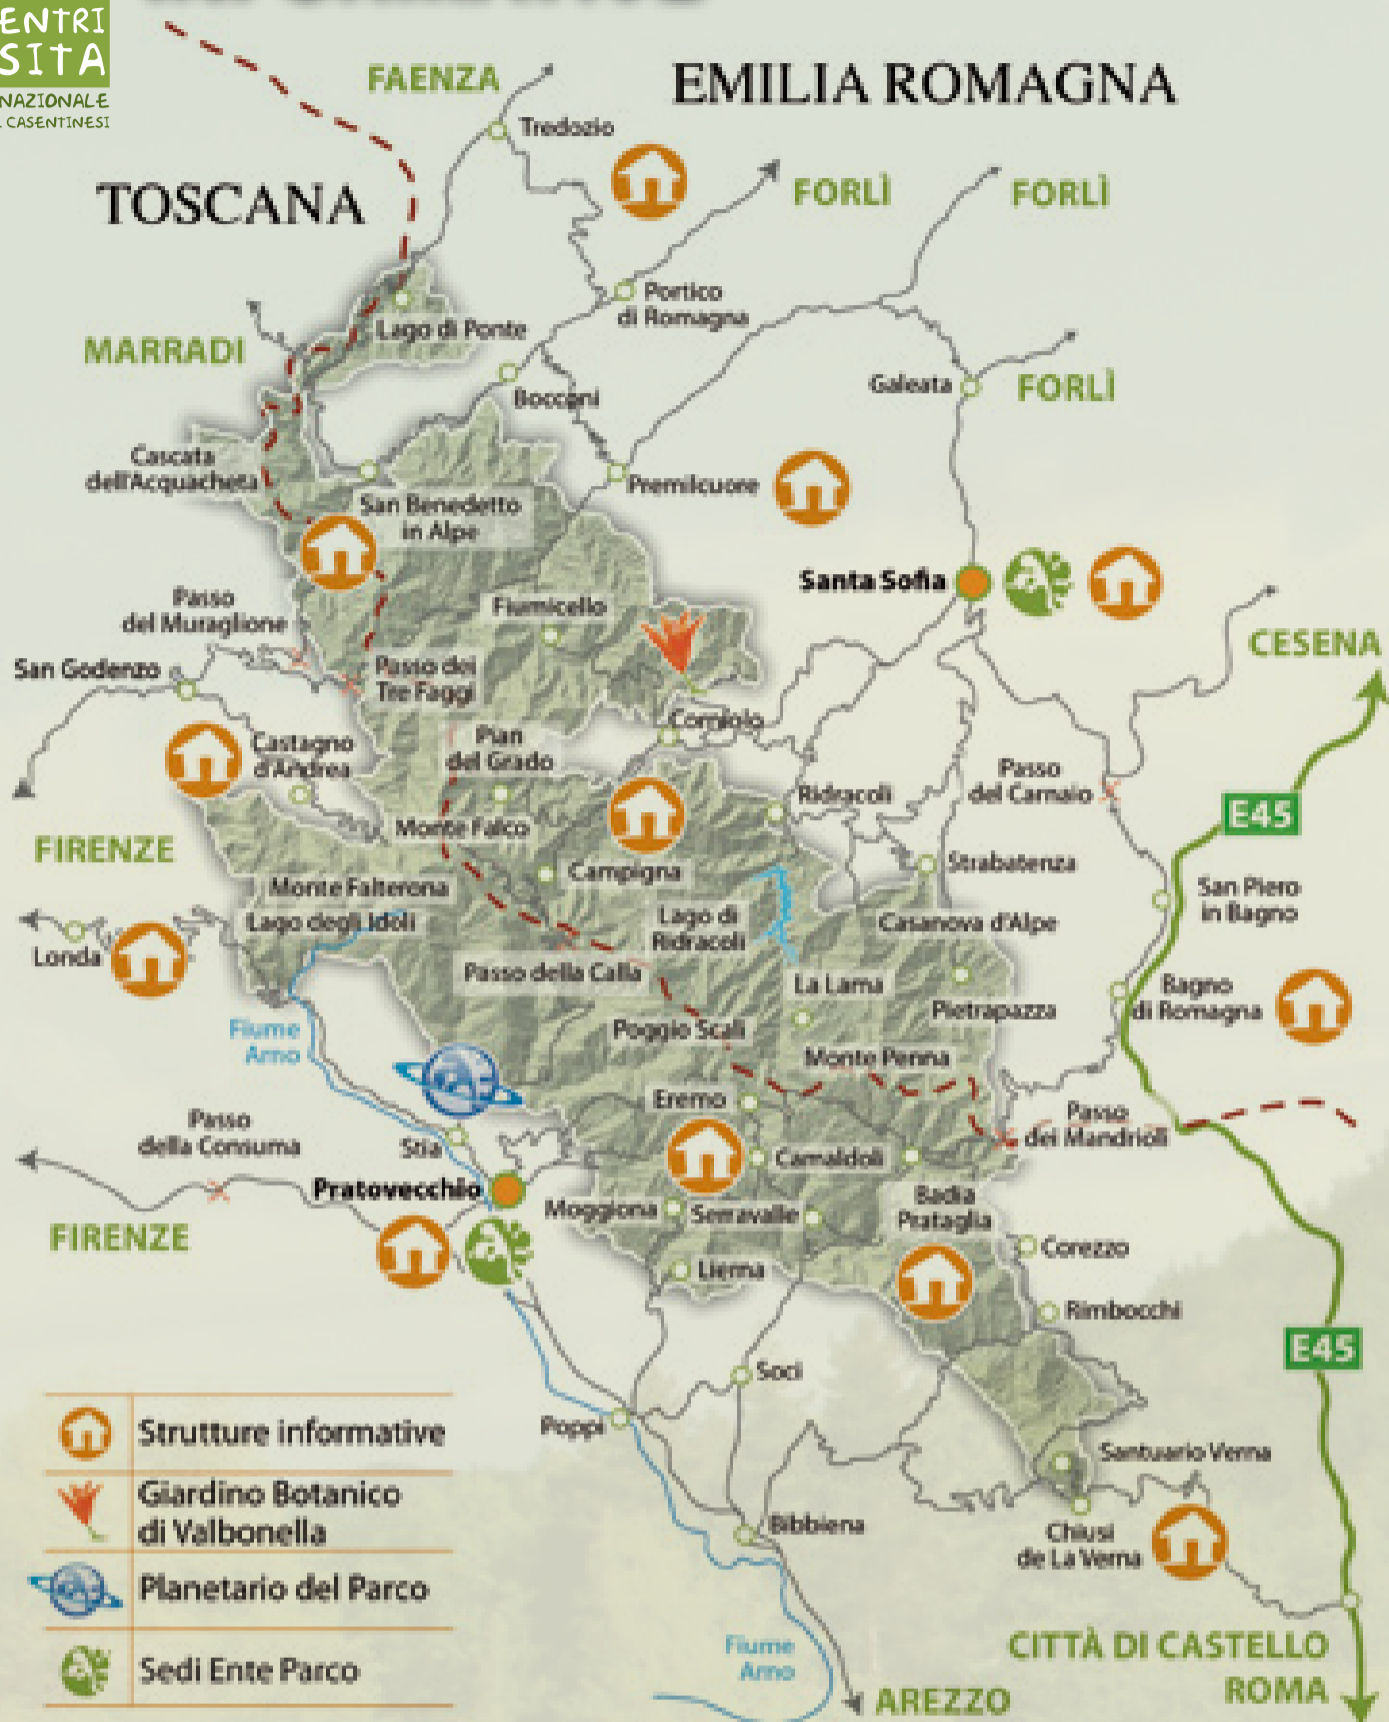 ENTRI
SITA
NAZIONALE
CASENTINESI
FAENZA
EMILIA ROMAGNA
Tredozio
TOSCANA
FORLÌ
FORLÌ
Portico
di Romagna
Lago di Ponte
MARRADI
Galeata
FORLÌ
Bocconi
Cascata
dell'Acquacheta
Premilcuore
San Benedetto
in Alpe
Santa Sofia
Passo
del Muraglione
Fiumicello
CESENA
San Godenzo
Passo dei
Tre Faggi
Corniolo
Castagno
d'Andrea
Pian
del Grado
Passo
del Carnaio
Ridracoli
E45
Monte Falco
FIRENZE
Strabatenza
Campigna
Monte Falterona
San Piero
in Bagno
Lago degli Idoli
Lago di
Ridracoli
Casanova d'Alpe
Londa
Passo della Calla
La Lama
Bagno
di Romagna
Pietrapazza
Fiume
Arno
Poggio Scali
Monte Penna
Eremo
Passo
dei Mandrioli
Passo
della Consuma
Stia
Camaldoli
Pratovecchio
Badia
Prataglia
Moggiona
Serravalle
FIRENZE
Corezzo
Lierna
Rimbocchi
E45
Soci
Poppi
Strutture informative
Santuario Verna
Giardino Botanico
di Valbonella
Bibbiena
Chiusi
de La Verna
Planetario del Parco
Fiume
Arno
CITTÀ DI CASTELLO
ROMA
Sedi Ente Parco
AREZZO